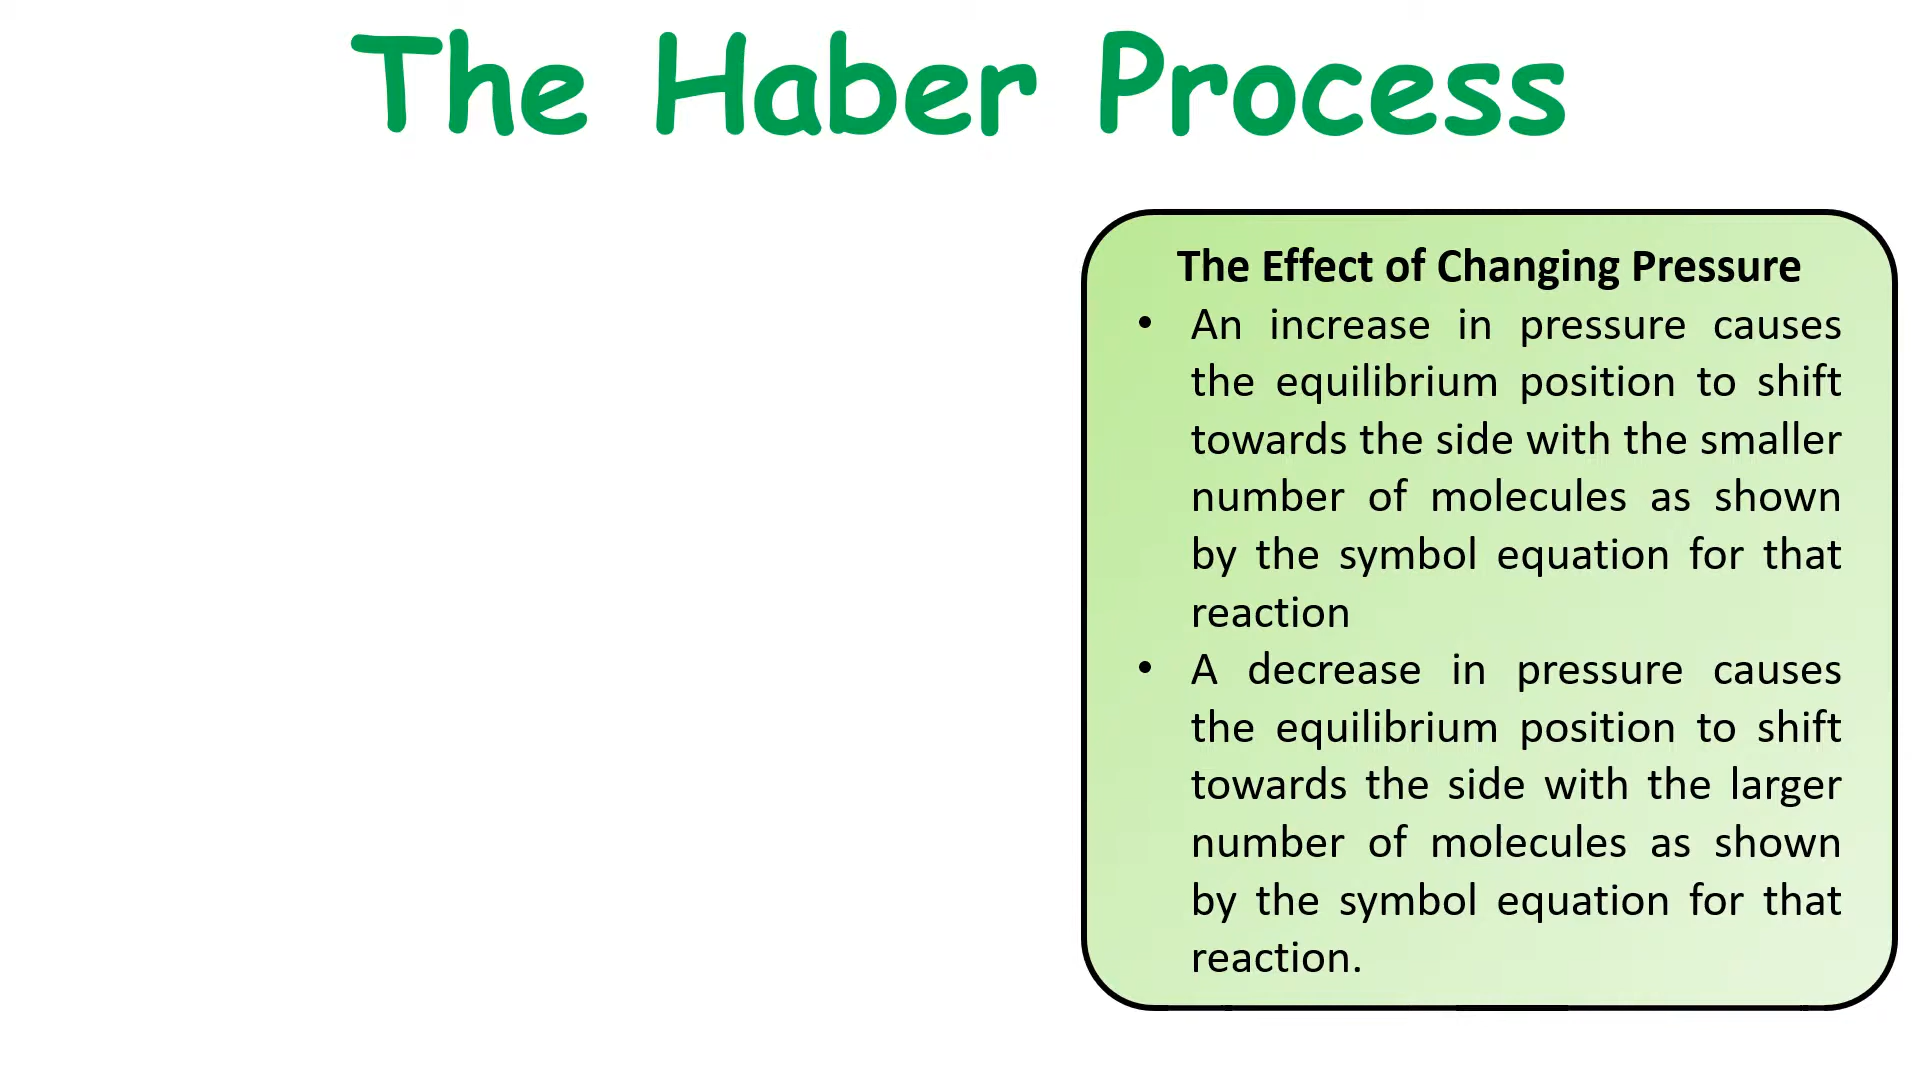 The Haber Process
The Effect of Changing Pressure
• An increase in pressure causes
the equilibrium position to shift
towards the side with the smaller
number of molecules as shown
by the symbol equation for that
reaction
• A decrease in pressure causes
the equilibrium position to shift
towards the side with the larger
number of molecules as shown
by the symbol equation for that
reaction.